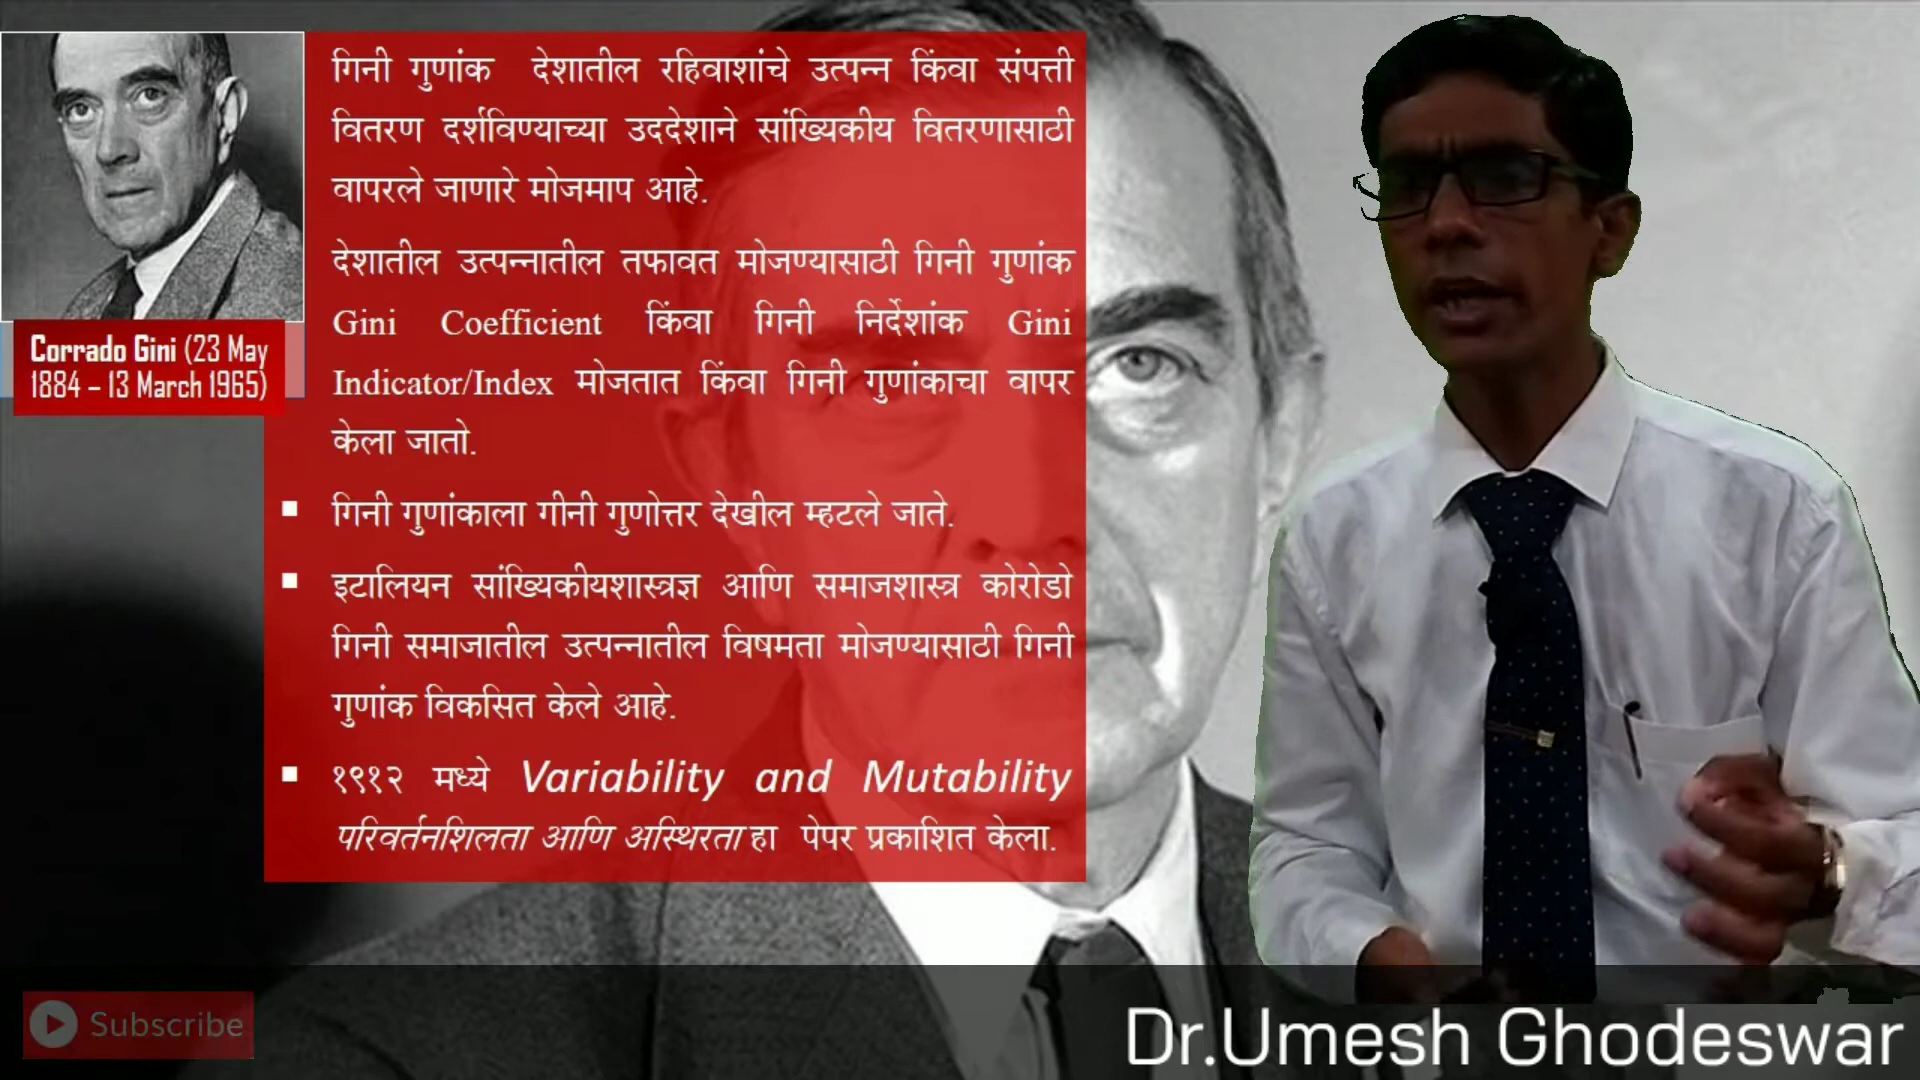 गिनी गुणांक देशातील रहिवाशांचे उत्पन्न किंवा संपत्ती
वितरण दर्शविण्याच्या उददेशाने सांख्यिकीय वितरणासाठी
वापरले जाणारे मोजमाप आहे.
देशातील उत्पन्नातील तफावत मोजण्यासाठी गिनी गुणांक
Gini Coefficient किंवा गिनी निर्देशांक Gini
Indicator/Index मोजतात किंवा गिनी गुणांकाचा वापर
केला जातो.
▪ गिनी गुणांकाला गीनी गुणोत्तर देखील म्हटले जाते.
▪ इटालियन सांख्यिकीयशास्त्रज्ञ आणि समाजशास्त्र कोरोडो
गिनी समाजातील उत्पन्नातील विषमता मोजण्यासाठी गिनी
गुणांक विकसित केले आहे.
▪ १९१२ मध्ये Variability and Mutability
परिवर्तनशिलता आणि अस्थिरता हा पेपर प्रकाशित केला.
Corrado Gini (23 May
1884 – 13 March 1965)
Subscribe
Dr.Umesh Ghodeswar